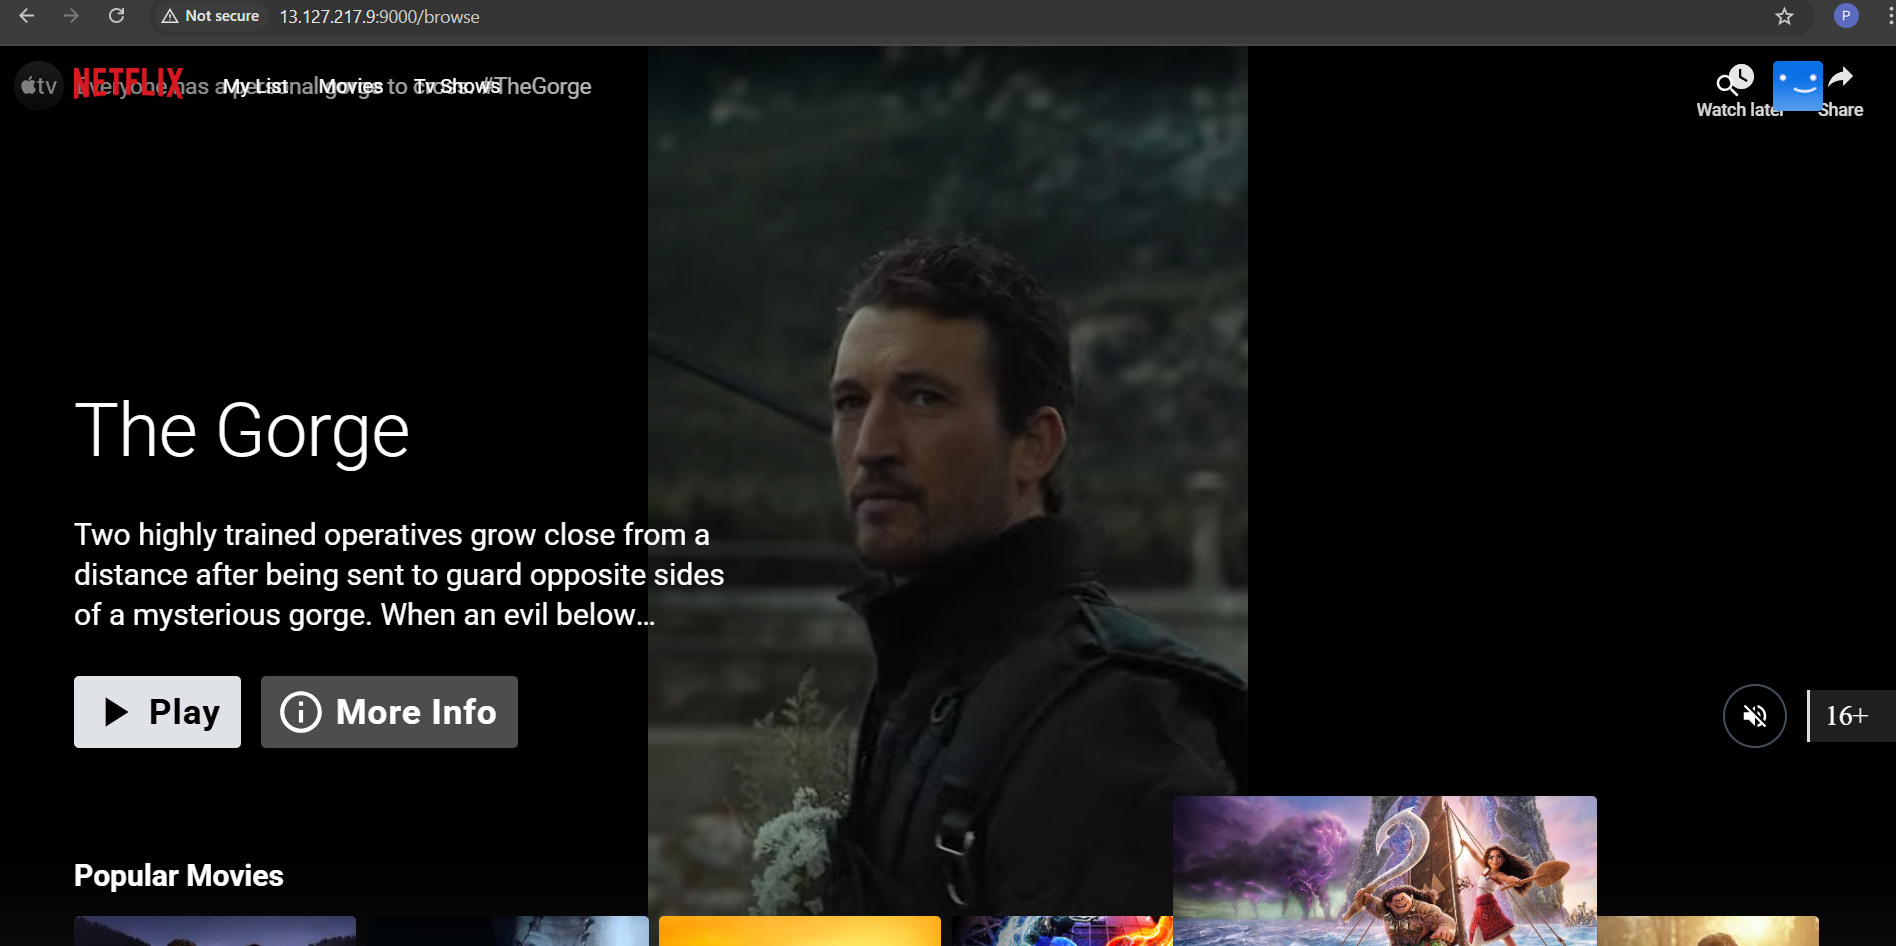 Not secure 13.127.217.9:9000/browse P
tv NETFLIX My List Movies Tv Shows
Everyone has a personal gorge to cross. #TheGorge
Watch later Share
The Gorge
Two highly trained operatives grow close from a
distance after being sent to guard opposite sides
of a mysterious gorge. When an evil below...
Play More Info
16+
Popular Movies